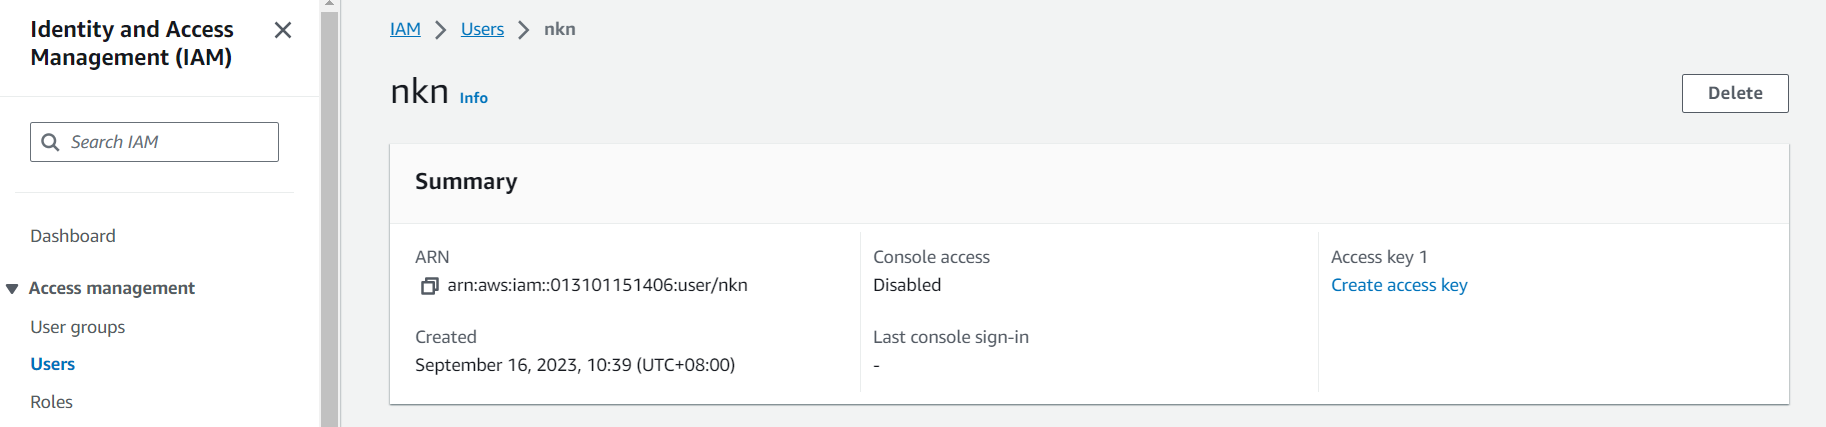 Identity and Access
Management (IAM)
Search IAM
Dashboard
Access management
User groups
Users
Roles
IAM
Users
nkn
nkn Info
Delete
Summary
ARN
arn:aws:iam::013101151406:user/nkn
Created
September 16, 2023, 10:39 (UTC+08:00)
Console access
Disabled
Last console sign-in
-
Access key 1
Create access key